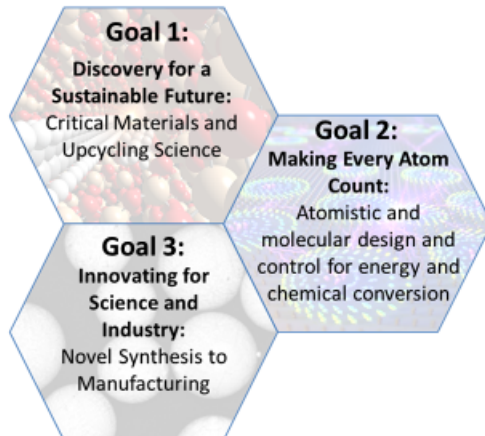 Goal 1:
Discovery for a
Sustainable Future:
Critical Materials and
Upcycling Science
Goal 2:
Making Every Atom
Count:
Atomistic and
molecular design and
control for energy and
chemical conversion
Goal 3:
Innovating for
Science and
Industry:
Novel Synthesis to
Manufacturing